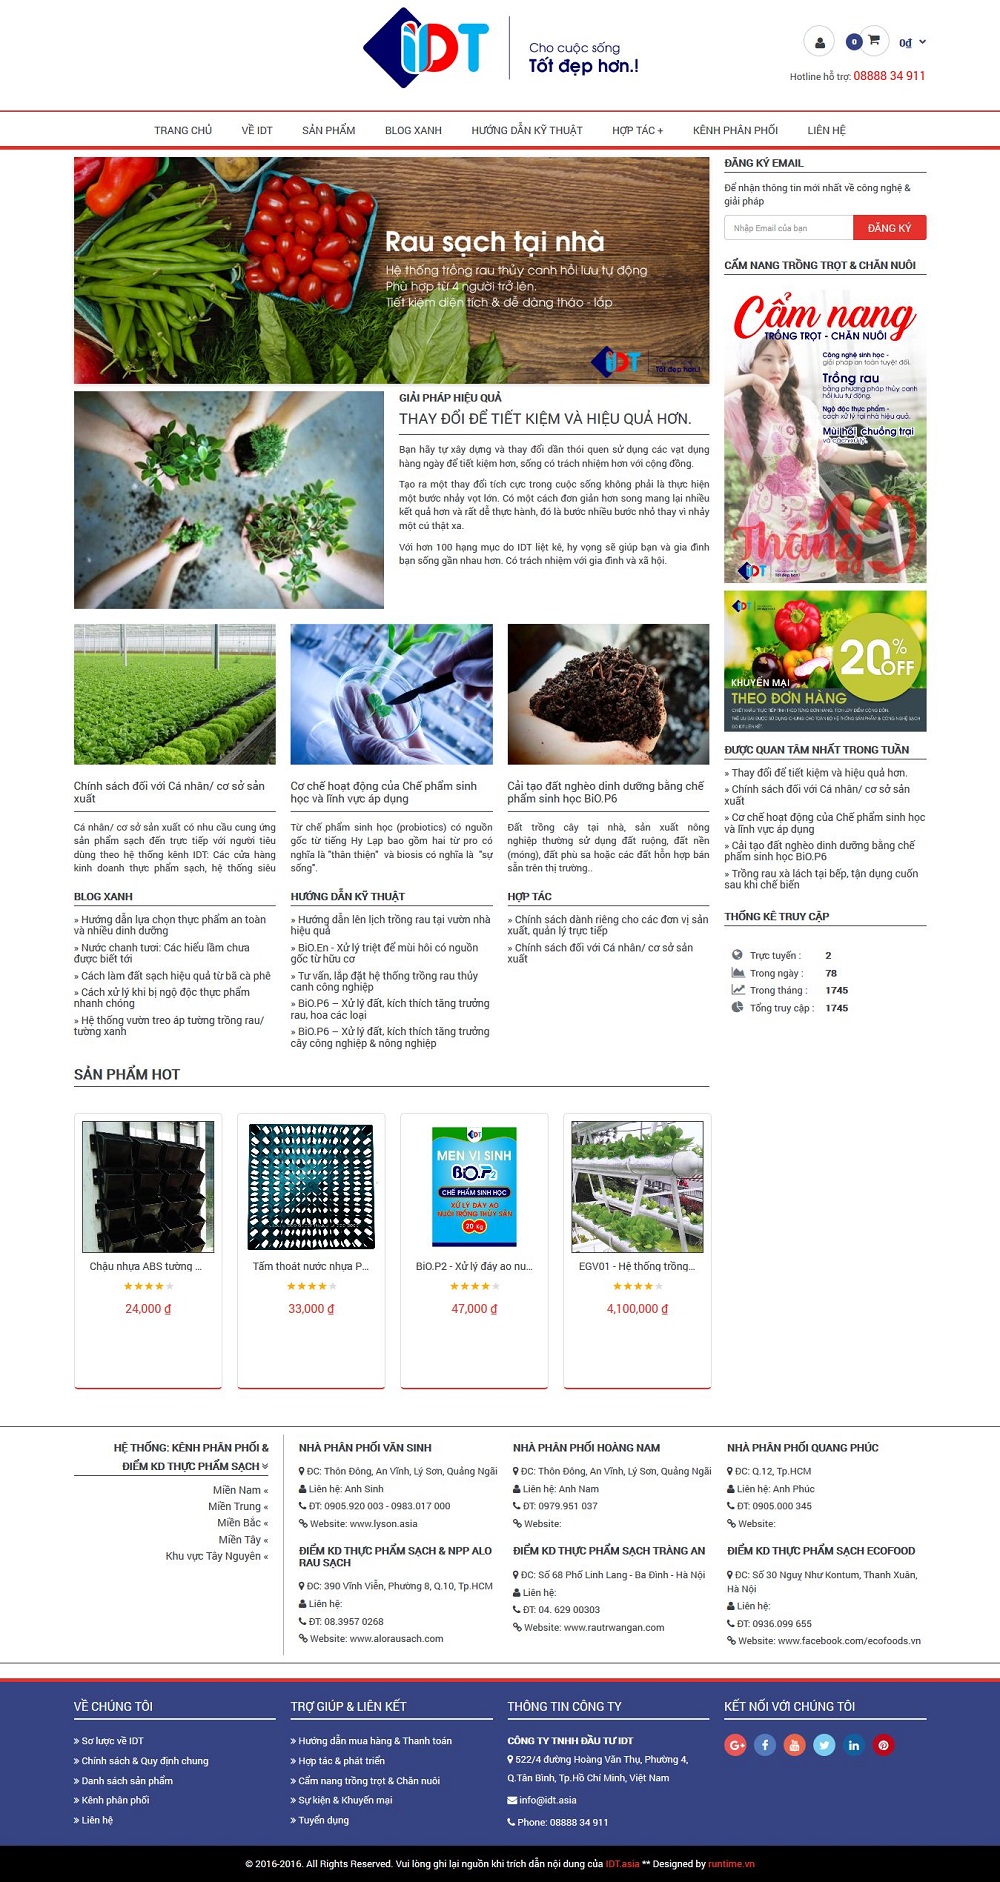 IDT
Cho cuộc sống
Tốt đẹp hơn.!
0
0₫
Hotline hỗ trợ: 08888 34 911
TRANG CHỦ
VỀ IDT
SẢN PHẨM
BLOG XANH
HƯỚNG DẪN KỸ THUẬT
HỢP TÁC +
KÊNH PHÂN PHỐI
LIÊN HỆ
Rau sạch tại nhà
Hệ thống trồng rau thủy canh hồi lưu tự động
Phù hợp từ 4 người trở lên.
Tiết kiệm diện tích & dễ dàng tháo - lắp
IDT
Tốt đẹp hơn.!
GIẢI PHÁP HIỆU QUẢ
THAY ĐỔI ĐỂ TIẾT KIỆM VÀ HIỆU QUẢ HƠN.
Bạn hãy tự xây dựng và thay đổi dần thói quen sử dụng các vạt dụng
hàng ngày để tiết kiệm hơn, sống có trách nhiệm hơn với cộng đồng.
Tạo ra một thay đổi tích cực trong cuộc sống không phải là thực hiện
một bước nhảy vọt lớn. Có một cách đơn giản hơn song mang lại nhiều
kết quả hơn và rất dễ thực hành, đó là bước nhiều bước nhỏ thay vì nhảy
một cú thật xa.
Với hơn 100 hạng mục do IDT liệt kê, hy vọng sẽ giúp bạn và gia đình
bạn sống gần nhau hơn. Có trách nhiệm với gia đình và xã hội.
Chính sách đối với Cá nhân/ cơ sở sản
xuất
Cá nhân/ cơ sở sản xuất có nhu cầu cung ứng
sản phẩm sạch đến trực tiếp với người tiêu
dùng theo hệ thống kênh IDT: Các cửa hàng
kinh doanh thực phẩm sạch, hệ thống siêu
Cơ chế hoạt động của Chế phẩm sinh
học và lĩnh vực áp dụng
Từ chế phẩm sinh học (probiotics) có nguồn
gốc từ tiếng Hy Lạp bao gồm hai từ pro có
nghĩa là "thân thiện" và biosis có nghĩa là "sự
sống".
Cải tạo đất nghèo dinh dưỡng bằng chế
phẩm sinh học BiO.P6
Đất trồng cây tại nhà, sản xuất nông
nghiệp thường sử dụng đất ruộng, đất nền
(móng), đất phù sa hoặc các đất hỗn hợp bán
sẵn trên thị trường..
BLOG XANH
» Hướng dẫn lựa chọn thực phẩm an toàn
và nhiều dinh dưỡng
» Nước chanh tươi: Các hiểu lầm chưa
được biết tới
» Cách làm đất sạch hiệu quả từ bã cà phê
» Cách xử lý khi bị ngộ độc thực phẩm
nhanh chóng
» Hệ thống vườn treo áp tường trồng rau/
tường xanh
HƯỚNG DẪN KỸ THUẬT
» Hướng dẫn lên lịch trồng rau tại vườn nhà
hiệu quả
» BiO.En - Xử lý triệt để mùi hôi có nguồn
gốc từ hữu cơ
» Tư vấn, lắp đặt hệ thống trồng rau thủy
canh công nghiệp
» BiO.P6 – Xử lý đất, kích thích tăng trưởng
rau, hoa các loại
» BiO.P6 – Xử lý đất, kích thích tăng trưởng
cây công nghiệp & nông nghiệp
HỢP TÁC
» Chính sách dành riêng cho các đơn vị sản
xuất, quản lý trực tiếp
» Chính sách đối với Cá nhân/ cơ sở sản
xuất
SẢN PHẨM HOT
Chậu nhựa ABS tường ...
24,000 ₫
Tấm thoát nước nhựa P...
33,000 ₫
IDT
MEN VI SINH
BiO.P2
CHẾ PHẨM SINH HỌC
XỬ LÝ ĐÁY AO
NUÔI TRỒNG THỦY SẢN
20 Kg
BiO.P2 - Xử lý đáy ao nu...
47,000 ₫
EGV01 - Hệ thống trồng...
4,100,000 ₫
ĐĂNG KÝ EMAIL
Để nhận thông tin mới nhất về công nghệ &
giải pháp
Nhập Email của bạn
ĐĂNG KÝ
CẨM NANG TRỒNG TRỌT & CHĂN NUÔI
Cẩm nang
TRỒNG TRỌT - CHĂN NUÔI
Công nghệ sinh học -
giải pháp an toàn tuyệt đối.
Trồng rau
bằng phương pháp thủy canh
hồi lưu tự động.
Ngộ độc thực phẩm -
cách xử lý tại nhà hiệu quả.
Mùi hôi chuồng trại
và cách xử lý.
Tháng 10
IDT
Tốt đẹp hơn!
IDT
20% OFF
KHUYẾN MẠI
THEO ĐƠN HÀNG
ĐƯỢC QUAN TÂM NHẤT TRONG TUẦN
» Thay đổi để tiết kiệm và hiệu quả hơn.
» Chính sách đối với Cá nhân/ cơ sở sản
xuất
» Cơ chế hoạt động của Chế phẩm sinh học
và lĩnh vực áp dụng
» Cải tạo đất nghèo dinh dưỡng bằng chế
phẩm sinh học BiO.P6
» Trồng rau xà lách tại bếp, tận dụng cuốn
sau khi chế biến
THỐNG KÊ TRUY CẬP
Trực tuyến : 2
Trong ngày : 78
Trong tháng : 1745
Tổng truy cập : 1745
HỆ THỐNG: KÊNH PHÂN PHỐI &
ĐIỂM KD THỰC PHẨM SẠCH
Miền Nam «
Miền Trung «
Miền Bắc «
Miền Tây «
Khu vực Tây Nguyên «
NHÀ PHÂN PHỐI VĂN SINH
ĐC: Thôn Đông, An Vĩnh, Lý Sơn, Quảng Ngãi
Liên hệ: Anh Sinh
ĐT: 0905.920 003 - 0983.017 000
Website: www.lyson.asia
NHÀ PHÂN PHỐI HOÀNG NAM
ĐC: Thôn Đông, An Vĩnh, Lý Sơn, Quảng Ngãi
Liên hệ: Anh Nam
ĐT: 0979.951 037
Website:
NHÀ PHÂN PHỐI QUANG PHÚC
ĐC: Q.12, Tp.HCM
Liên hệ: Anh Phúc
ĐT: 0905.000 345
Website:
ĐIỂM KD THỰC PHẨM SẠCH & NPP ALO
RAU SẠCH
ĐC: 390 Vĩnh Viễn, Phường 8, Q.10, Tp.HCM
Liên hệ:
ĐT: 08.3957 0268
Website: www.alorausach.com
ĐIỂM KD THỰC PHẨM SẠCH TRÀNG AN
ĐC: Số 68 Phố Linh Lang - Ba Đình - Hà Nội
Liên hệ:
ĐT: 04. 629 00303
Website: www.rautrwangan.com
ĐIỂM KD THỰC PHẨM SẠCH ECOFOOD
ĐC: Số 30 Nguỵ Như Kontum, Thanh Xuân,
Hà Nội
Liên hệ:
ĐT: 0936.099 655
Website: www.facebook.com/ecofoods.vn
VỀ CHÚNG TÔI
» Sơ lược về IDT
» Chính sách & Quy định chung
» Danh sách sản phẩm
» Kênh phân phối
» Liên hệ
TRỢ GIÚP & LIÊN KẾT
» Hướng dẫn mua hàng & Thanh toán
» Hợp tác & phát triển
» Cẩm nang trồng trọt & Chăn nuôi
» Sự kiện & Khuyến mại
» Tuyển dụng
THÔNG TIN CÔNG TY
CÔNG TY TNHH ĐẦU TƯ IDT
522/4 đường Hoàng Văn Thụ, Phường 4,
Q.Tân Bình, Tp.Hồ Chí Minh, Việt Nam
info@idt.asia
Phone: 08888 34 911
KẾT NỐI VỚI CHÚNG TÔI
© 2016-2016. All Rights Reserved. Vui lòng ghi lại nguồn khi trích dẫn nội dung của IDT.asia ** Designed by runtime.vn